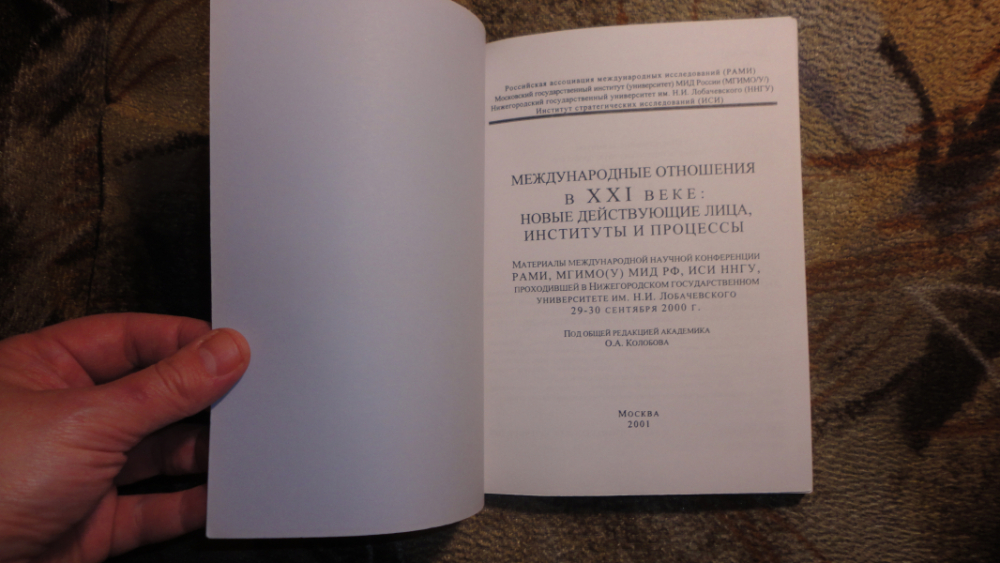 Российская ассоциация международных исследований (РАМИ)
Московский государственный институт (университет) МИД России (МГИМО/У/)
Нижегородский государственный университет им. Н.И. Лобачевского (ННГУ)
Институт стратегических исследований (ИСИ)
МЕЖДУНАРОДНЫЕ ОТНОШЕНИЯ
В XXI ВЕКЕ:
НОВЫЕ ДЕЙСТВУЮЩИЕ ЛИЦА,
ИНСТИТУТЫ И ПРОЦЕССЫ
МАТЕРИАЛЫ МЕЖДУНАРОДНОЙ НАУЧНОЙ КОНФЕРЕНЦИИ
РАМИ, МГИМО(У) МИД РФ, ИСИ ННГУ,
ПРОХОДИВШЕЙ В НИЖЕГОРОДСКОМ ГОСУДАРСТВЕННОМ
УНИВЕРСИТЕТЕ ИМ. Н.И. ЛОБАЧЕВСКОГО
29-30 СЕНТЯБРЯ 2000 Г.
ПОД ОБЩЕЙ РЕДАКЦИЕЙ АКАДЕМИКА
О.А. КОЛОБОВА
МОСКВА
2001